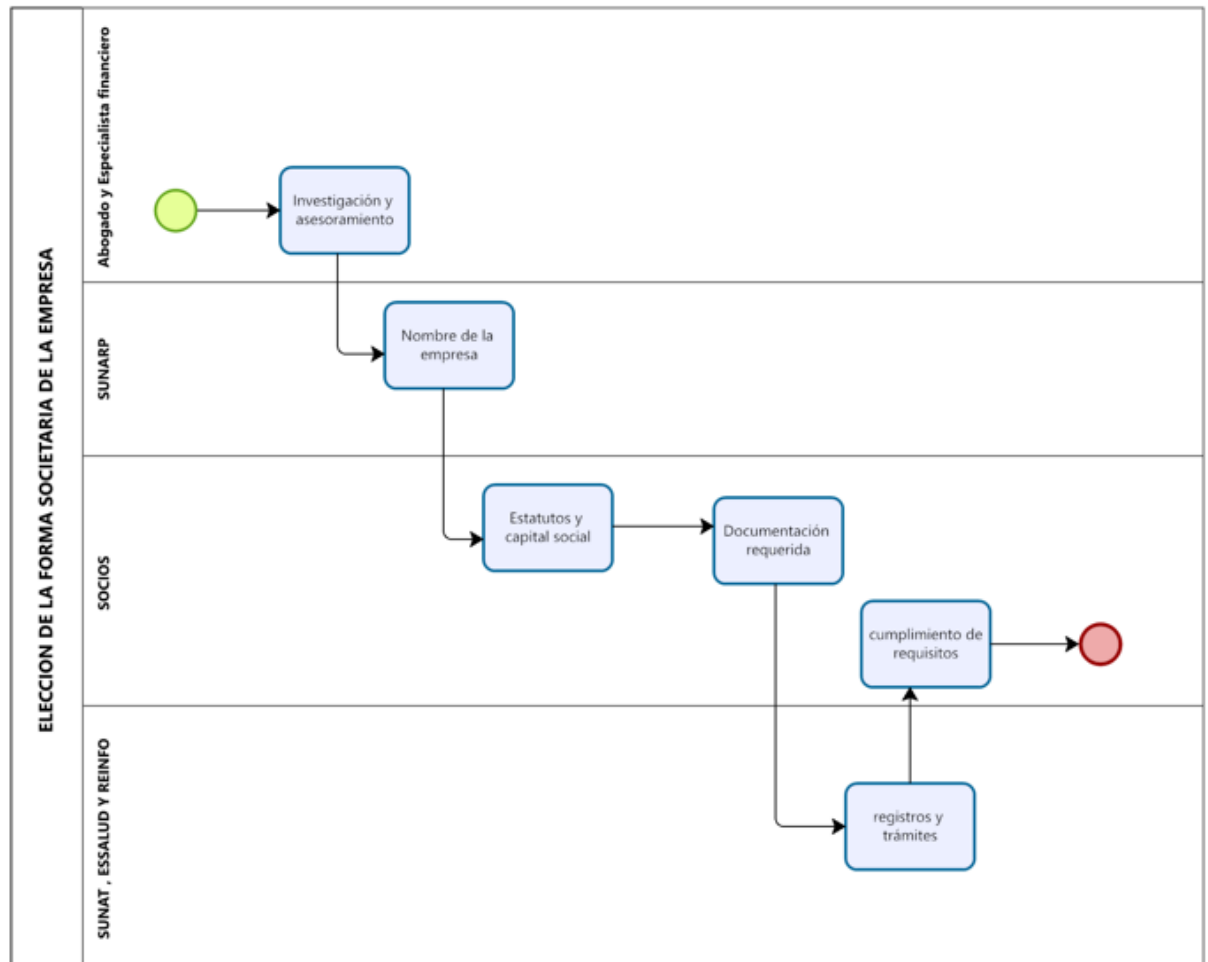 ELECCION DE LA FORMA SOCIETARIA DE LA EMPRESA
Abogado y Especialista financiero
Investigación y
asesoramiento
SUNARP
Nombre de la
empresa
SOCIOS
Estatutos y
capital social
Documentación
requerida
cumplimiento de
requisitos
SUNAT , ESSALUD Y REINFO
registros y
trámites